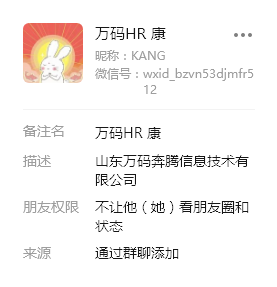 万码HR 康
昵称：KANG
微信号：wxid_bzvn53djmfr5
12
备注名
万码HR 康
描述
山东万码奔腾信息技术有
限公司
朋友权限
不让他（她）看朋友圈和
状态
来源
通过群聊添加